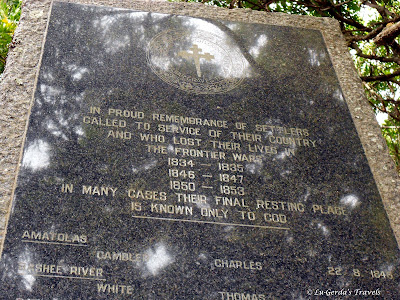 IN PROUD REMEMBRANCE OF SETTLERS
CALLED TO SERVICE OF THEIR COUNTRY
AND WHO LOST THEIR LIVES
THE FRONTIER WARS
1834 — 1835
1846 — 1847
1850 — 1853
IN MANY CASES THEIR FINAL RESTING PLACE
IS KNOWN ONLY TO GOD
AMATOLAS
GAMBLE CHARLES 22 8 1846
RIVER
WHITE THOMAS
© Lu-Gerda's Travels